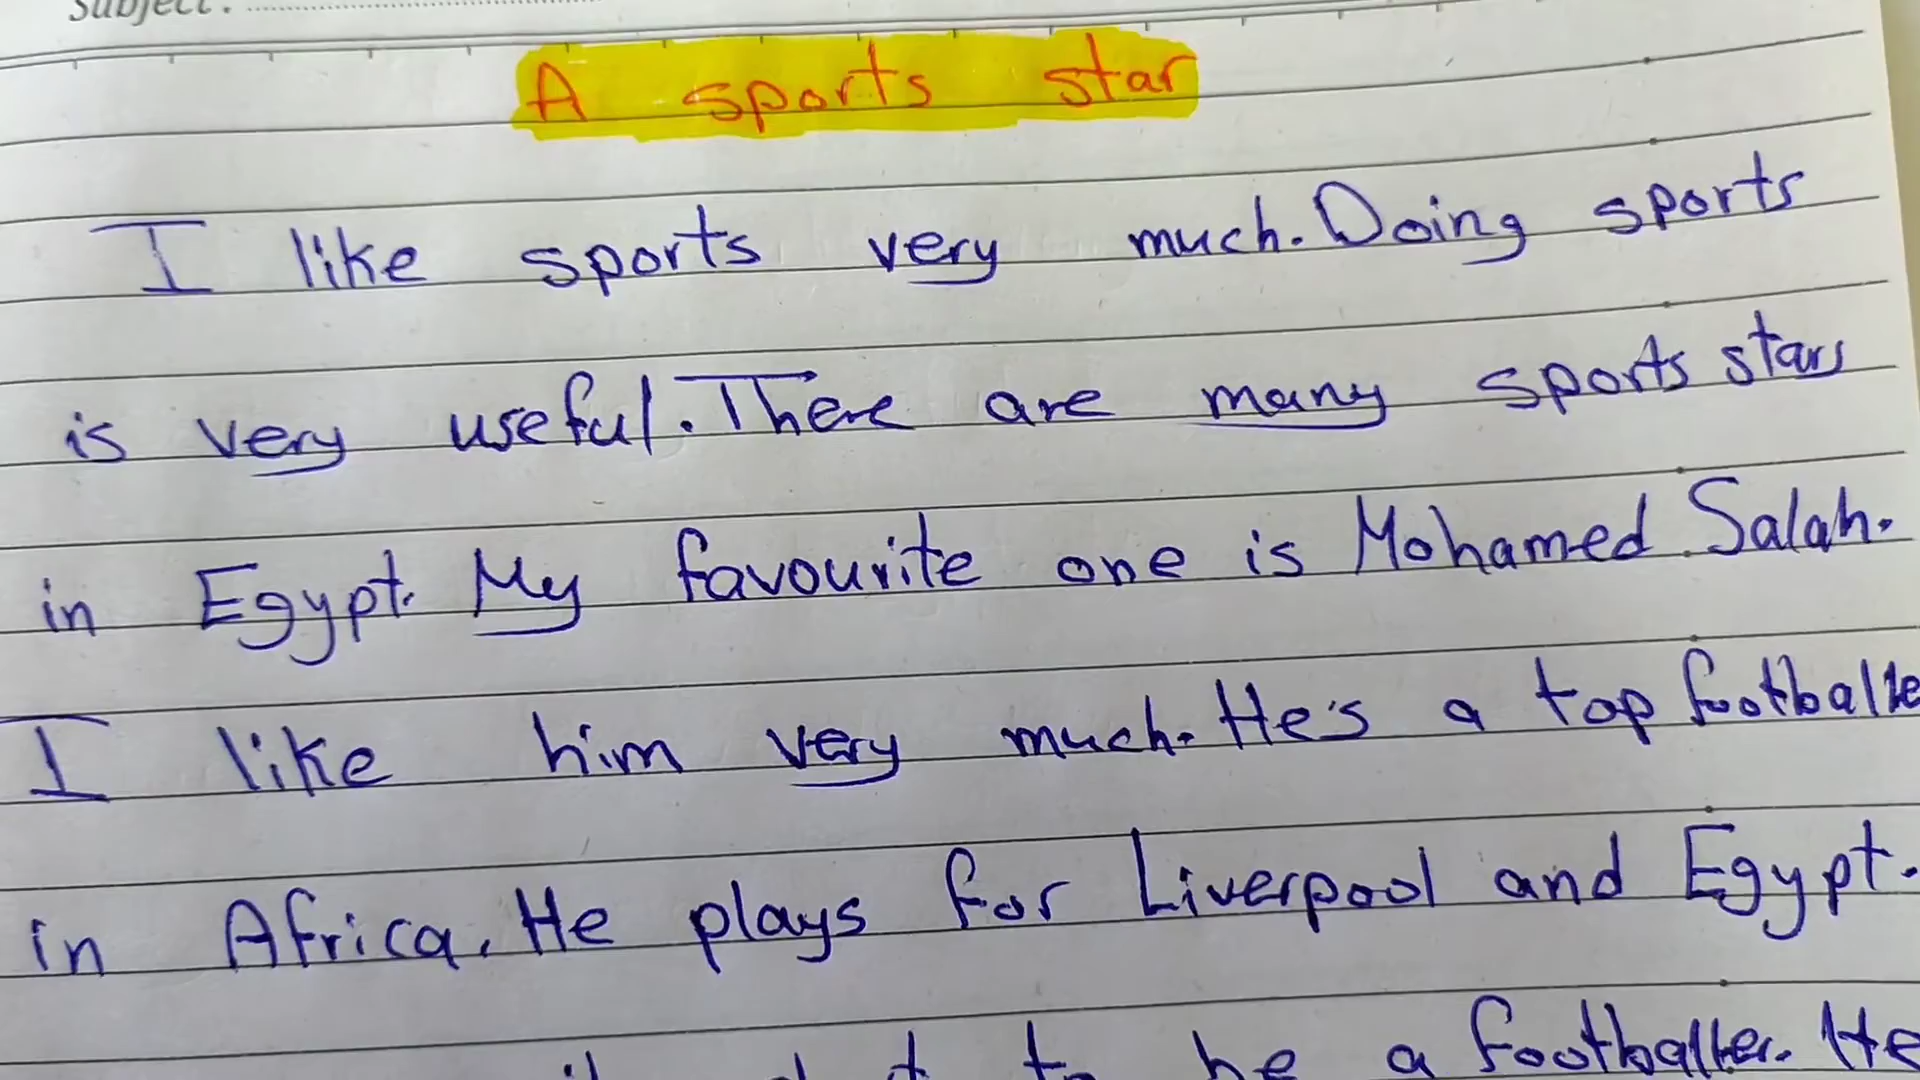 Subject:
A sports star
I like sports very much. Doing sports
is very useful. There are many sports stars
in Egypt. My favourite one is Mohamed Salah.
I like him very much. He's a top footballe
in Africa. He plays for Liverpool and Egypt.
to be a footballer. He